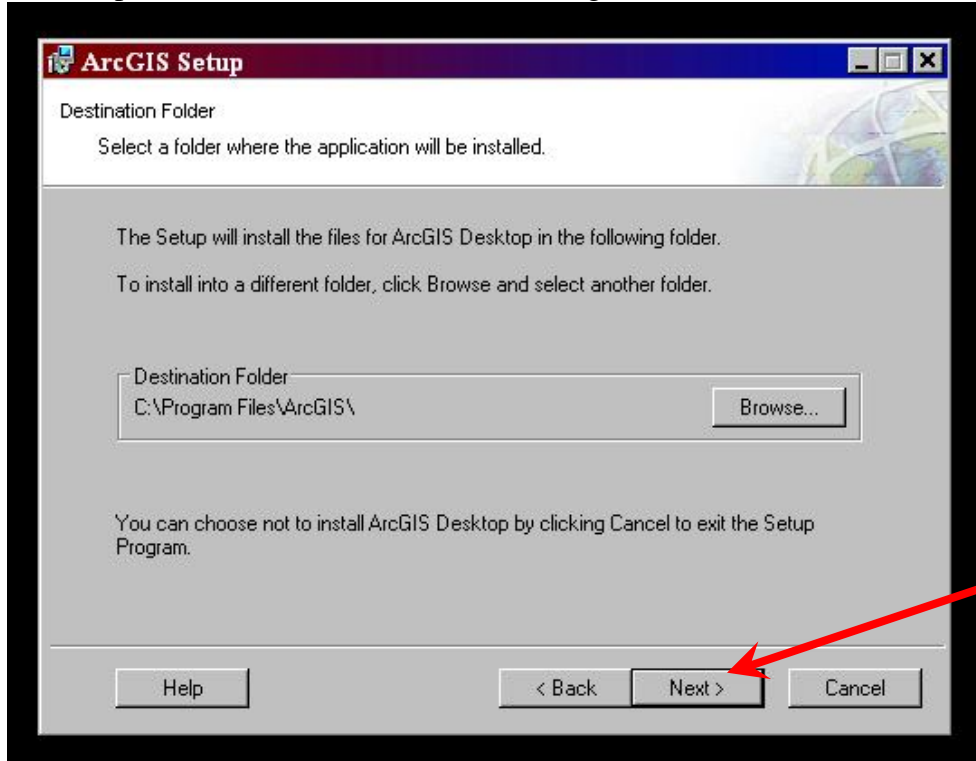 ArcGIS Setup
Destination Folder
Select a folder where the application will be installed.
The Setup will install the files for ArcGIS Desktop in the following folder.
To install into a different folder, click Browse and select another folder.
Destination Folder
C:\Program Files\ArcGIS\
Browse...
You can choose not to install ArcGIS Desktop by clicking Cancel to exit the Setup
Program.
Help
< Back
Next >
Cancel